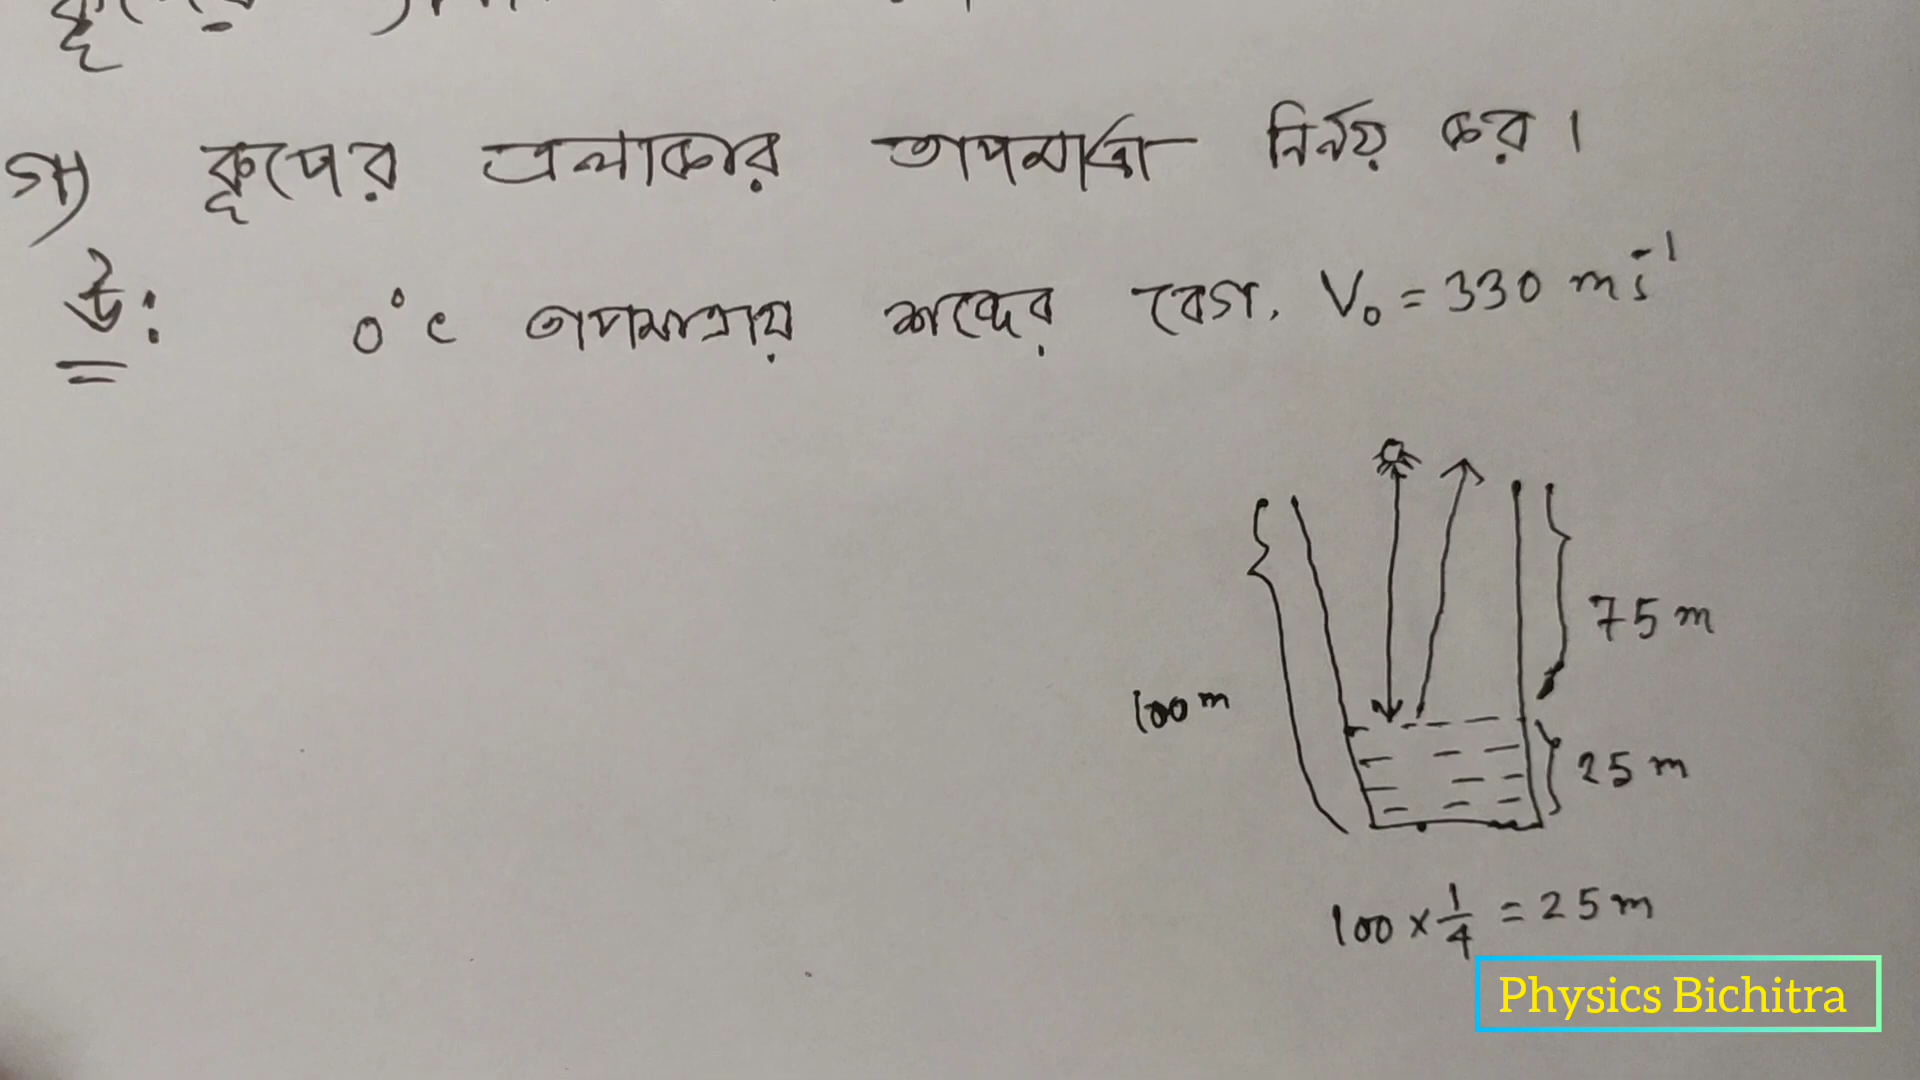 গ) কূপের এলাকার তাপমাত্রা নির্নয় কর।
উ: 0°c তাপমাত্রায় শব্দের বেগ, V₀ = 330 ms⁻¹
75 m
100 m
25 m
100 × 1/4 = 25 m
Physics Bichitra